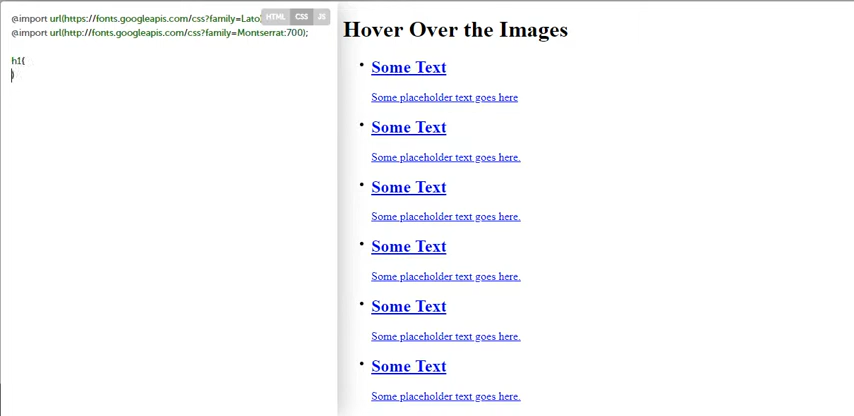 @import url(https://fonts.googleapis.com/css?family=Lato)
HTML CSS JS
@import url(http://fonts.googleapis.com/css?family=Montserrat:700);
h1{
}
Hover Over the Images
• Some Text
Some placeholder text goes here
• Some Text
Some placeholder text goes here.
• Some Text
Some placeholder text goes here.
• Some Text
Some placeholder text goes here.
• Some Text
Some placeholder text goes here.
• Some Text
Some placeholder text goes here.